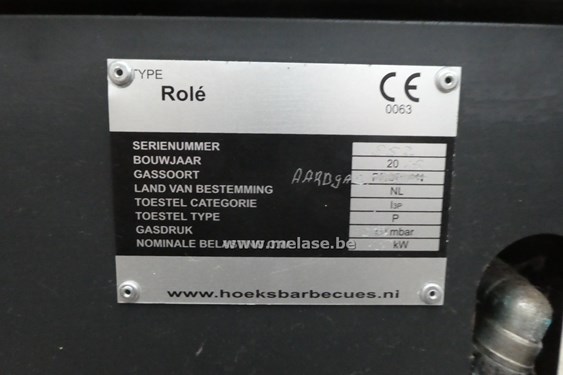 TYPE
Rolé
CE
0063
SERIENUMMER
BOUWJAAR 20
GASSOORT AARDGAS
LAND VAN BESTEMMING NL
TOESTEL CATEGORIE I3P
TOESTEL TYPE P
GASDRUK mbar
NOMINALE kW
www.melase.be
www.hoeksbarbecues.nl